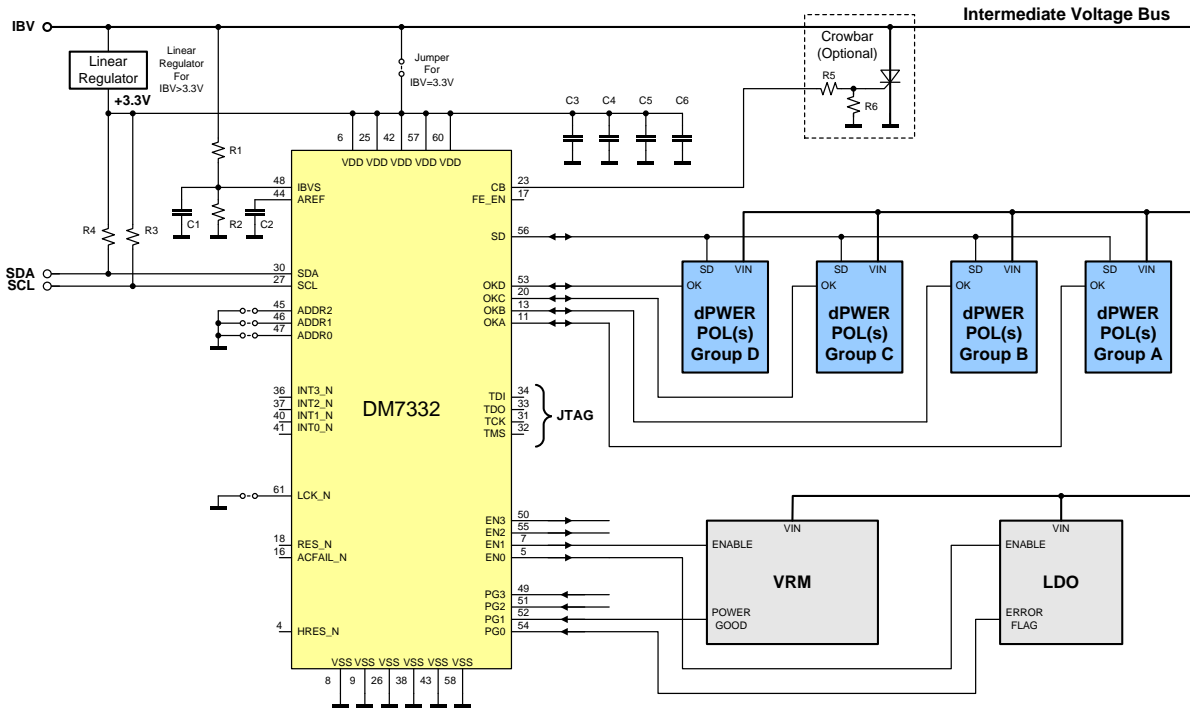 Intermediate Voltage Bus
IBV
Linear
Regulator
Linear
Regulator
For
IBV>3.3V
Jumper
For
IBV=3.3V
Crowbar
(Optional)
R5
R6
+3.3V
C3
C4
C5
C6
6
25
42
57
60
VDD VDD VDD VDD VDD
R1
48
IBVS
44
AREF
C1
R2
C2
R4
R3
CB
23
FE_EN
17
SD
56
SDA
SCL
30
SDA
27
SCL
45
ADDR2
46
ADDR1
47
ADDR0
OKD
53
OKC
20
OKB
13
OKA
11
SD
VIN
OK
dPWER
POL(s)
Group D
SD
VIN
OK
dPWER
POL(s)
Group C
SD
VIN
OK
dPWER
POL(s)
Group B
SD
VIN
OK
dPWER
POL(s)
Group A
36
INT3_N
37
INT2_N
40
INT1_N
41
INT0_N
DM7332
TDI
34
TDO
33
TCK
31
TMS
32
JTAG
61
LCK_N
18
RES_N
16
ACFAIL_N
4
HRES_N
EN3
50
EN2
55
EN1
7
EN0
5
PG3
49
PG2
51
PG1
52
PG0
54
VIN
ENABLE
VRM
POWER
GOOD
VIN
ENABLE
LDO
ERROR
FLAG
VSS VSS VSS VSS VSS VSS
8
9
26
38
43
58